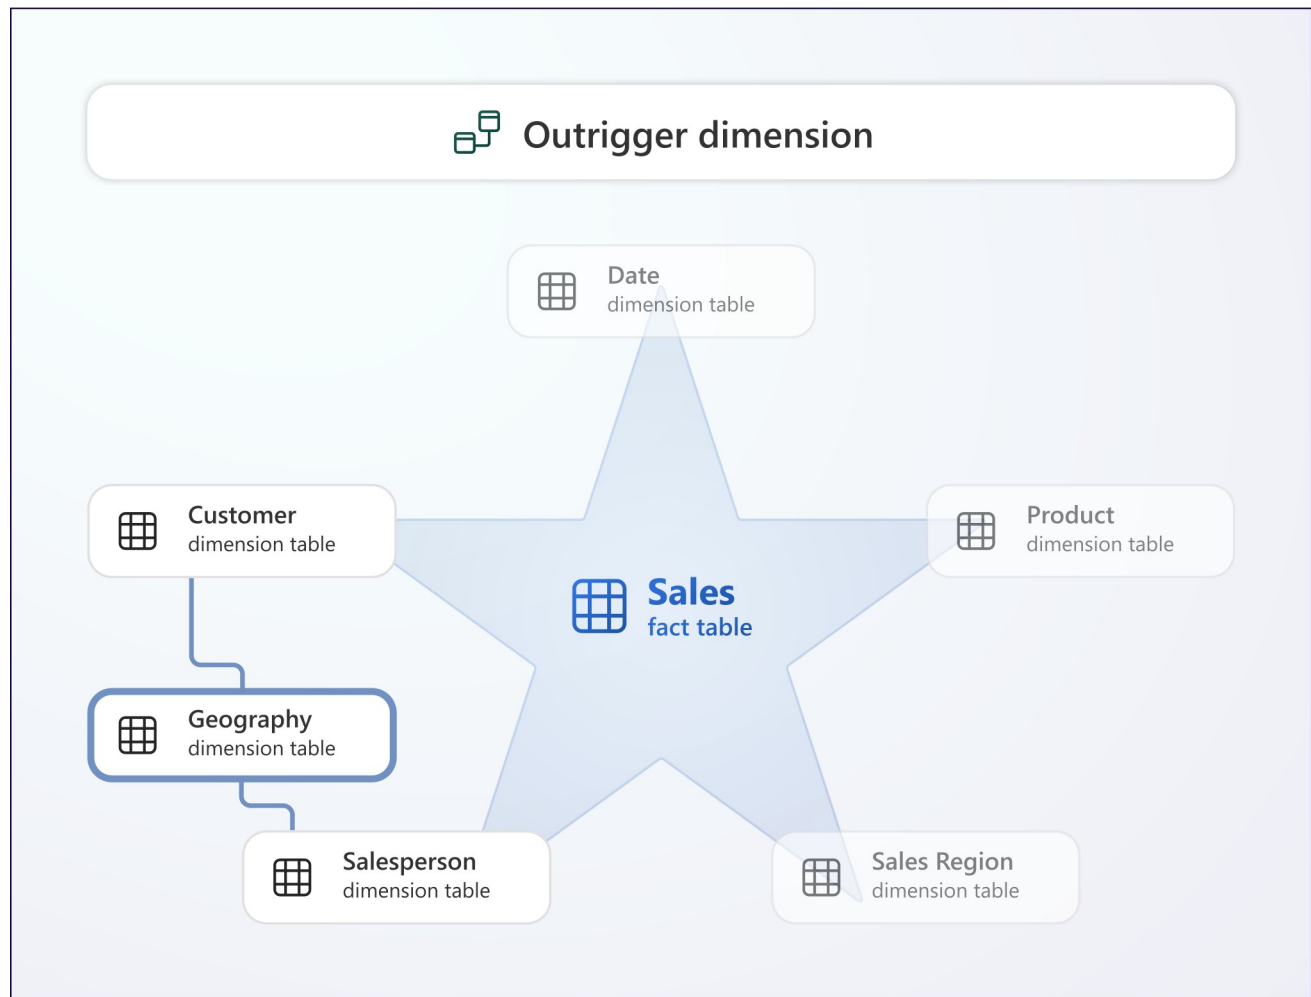 Outrigger dimension
Date
dimension table
Customer
dimension table
Product
dimension table
Sales
fact table
Geography
dimension table
Salesperson
dimension table
Sales Region
dimension table